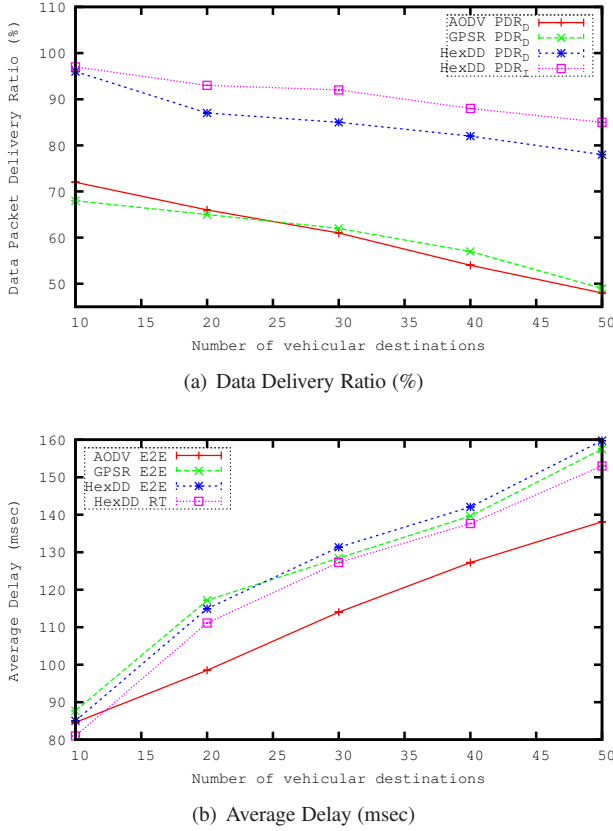 110
100
90
80
70
60
50
Data Packet Delivery Ratio (%)
AODV PDR_D
GPSR PDR_D
HexDD PDR_D
HexDD PDR_I
10 15 20 25 30 35 40 45 50
Number of vehicular destinations
(a) Data Delivery Ratio (%)
160
150
140
130
120
110
100
90
80
Average Delay (msec)
AODV E2E
GPSR E2E
HexDD E2E
HexDD RT
10 15 20 25 30 35 40 45 50
Number of vehicular destinations
(b) Average Delay (msec)